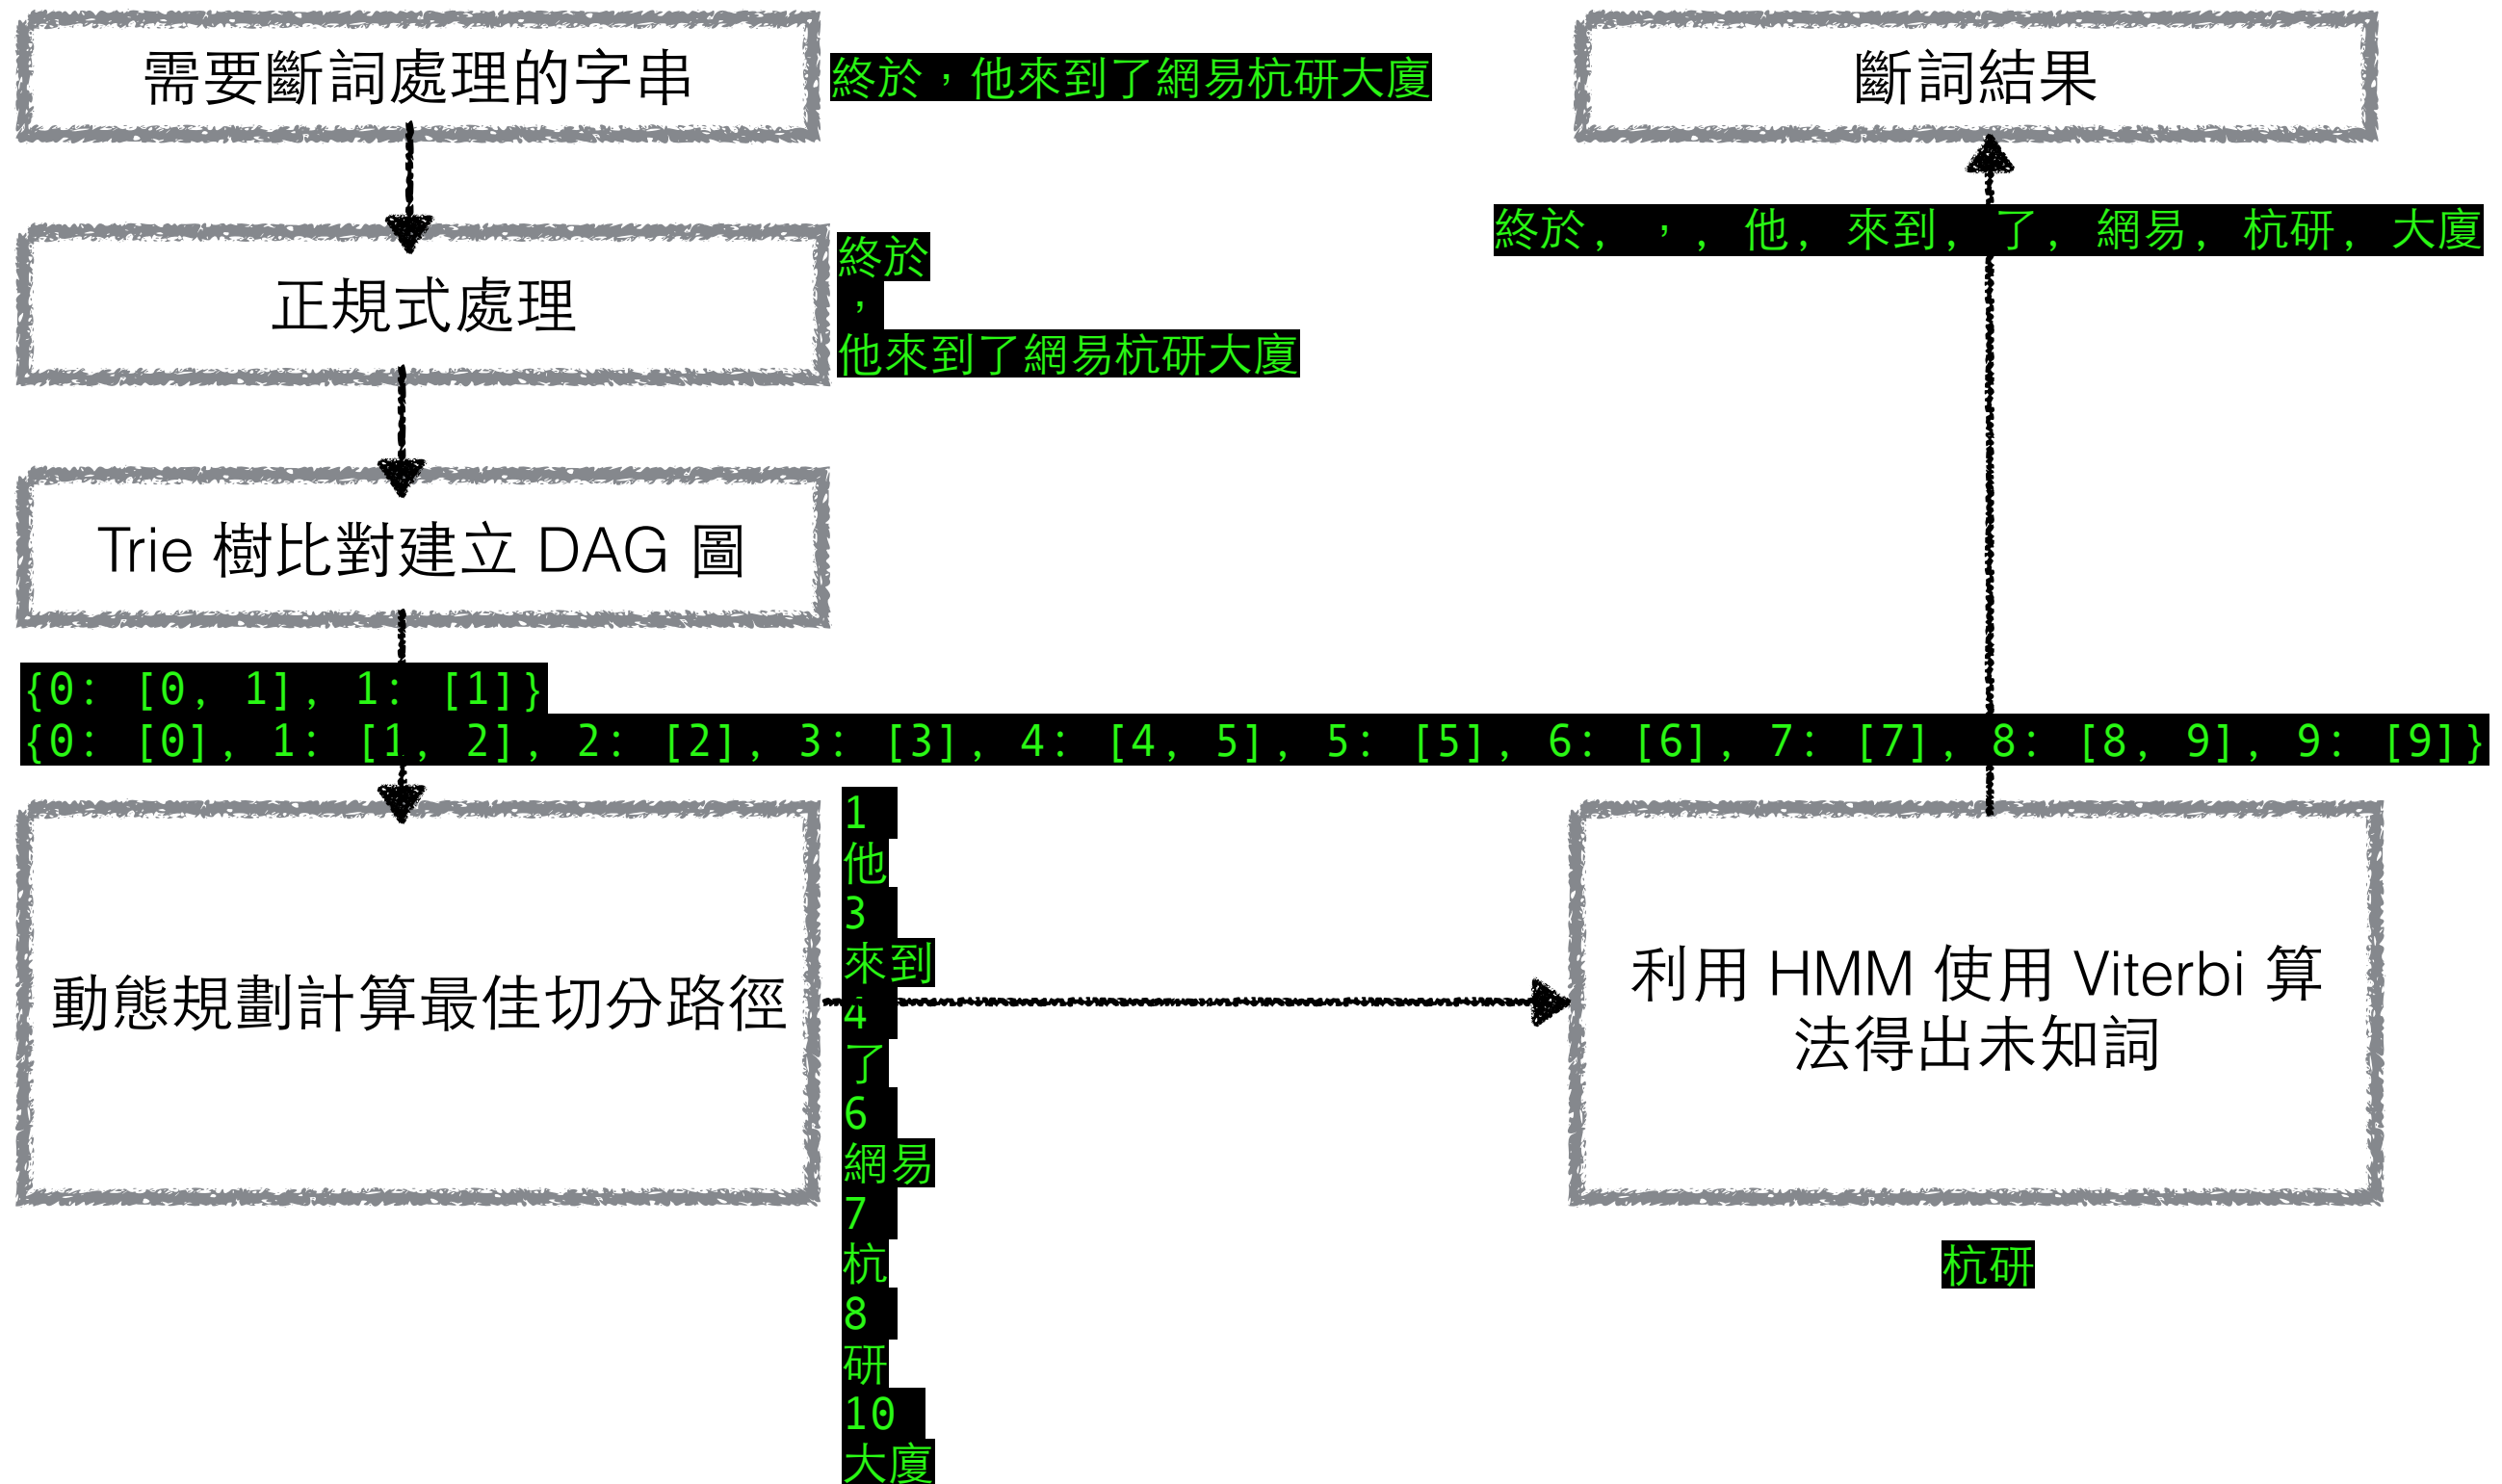 需要斷詞處理的字串
終於，他來到了網易杭研大廈
正規式處理
終於
，
他來到了網易杭研大廈
Trie 樹比對建立 DAG 圖
{0: [0, 1], 1: [1]}
{0: [0], 1: [1, 2], 2: [2], 3: [3], 4: [4, 5], 5: [5], 6: [6], 7: [7], 8: [8, 9], 9: [9]}
動態規劃計算最佳切分路徑
1
他
3
來到
4
了
6
網易
7
杭
8
研
10
大廈
利用 HMM 使用 Viterbi 算
法得出未知詞
杭研
終於, ，, 他, 來到, 了, 網易, 杭研, 大廈
斷詞結果